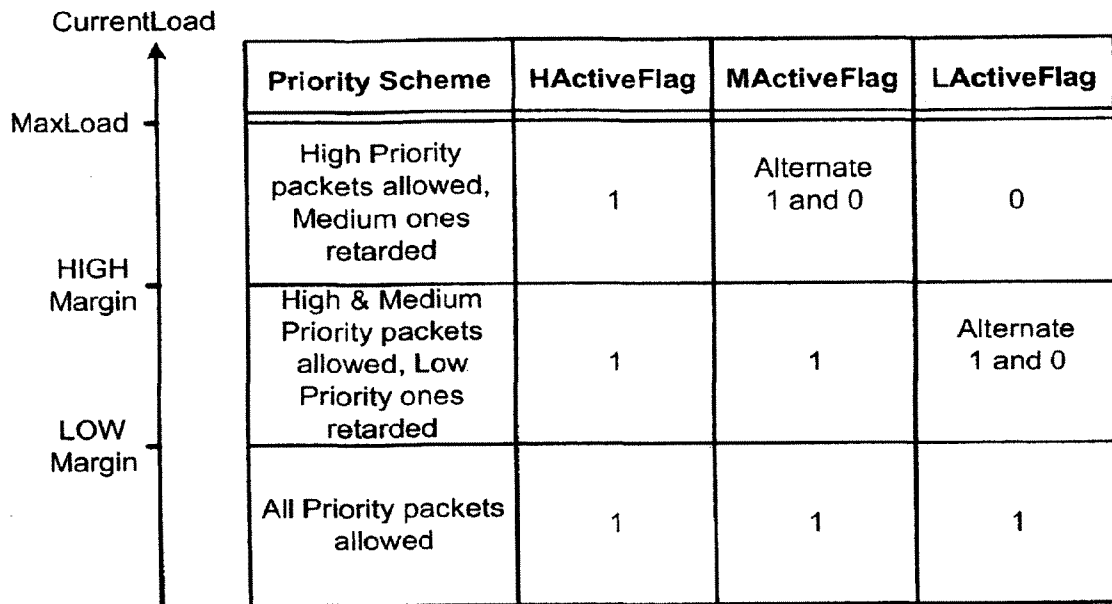 CurrentLoad
Priority Scheme HActiveFlag MActiveFlag LActiveFlag
MaxLoad
High Priority
packets allowed,
Medium ones
retarded
1
Alternate
1 and 0
0
HIGH
Margin
High & Medium
Priority packets
allowed, Low
Priority ones
retarded
1
1
Alternate
1 and 0
LOW
Margin
All Priority packets
allowed
1
1
1